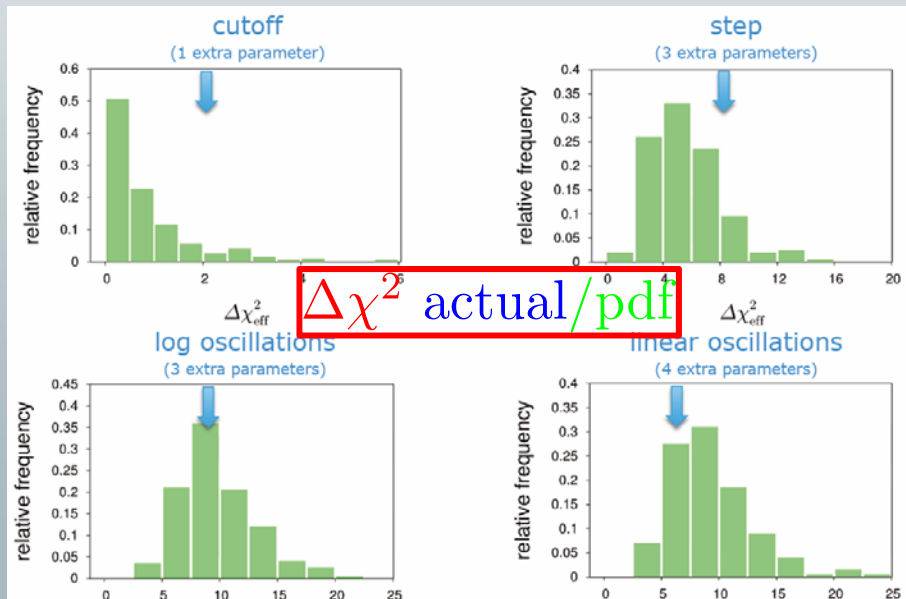 cutoff
(1 extra parameter)
relative frequency
0.6
0.5
0.4
0.3
0.2
0.1
0
0 2 4 6
Δχ²eff
step
(3 extra parameters)
relative frequency
0.4
0.35
0.3
0.25
0.2
0.15
0.1
0.05
0
0 4 8 12 16 20
Δχ²eff
Δχ² actual/pdf
log oscillations
(3 extra parameters)
relative frequency
0.45
0.4
0.35
0.3
0.25
0.2
0.15
0.1
0.05
0
0 5 10 15 20 25
linear oscillations
(4 extra parameters)
relative frequency
0.4
0.35
0.3
0.25
0.2
0.15
0.1
0.05
0
0 5 10 15 20 25